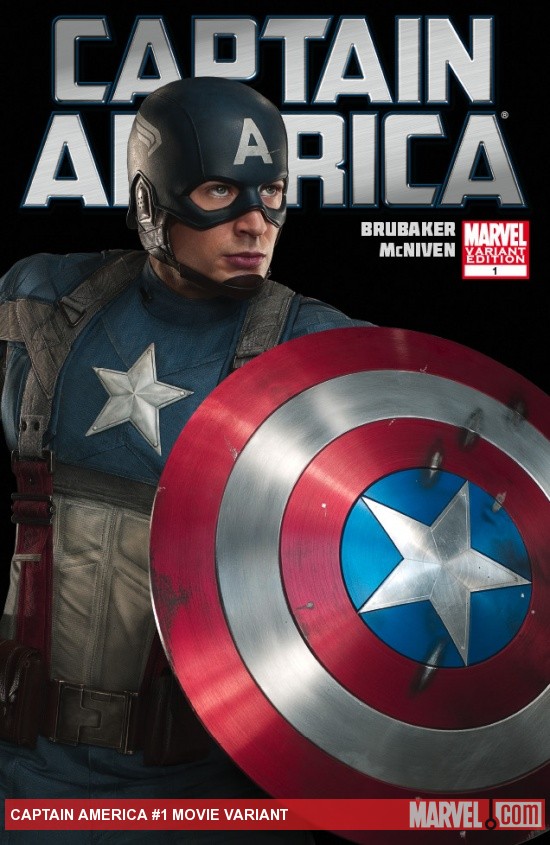 CAPTAIN
AMERICA®
BRUBAKER
McNIVEN
MARVEL
VARIANT
EDITION
1
A
CAPTAIN AMERICA #1 MOVIE VARIANT
MARVEL.com